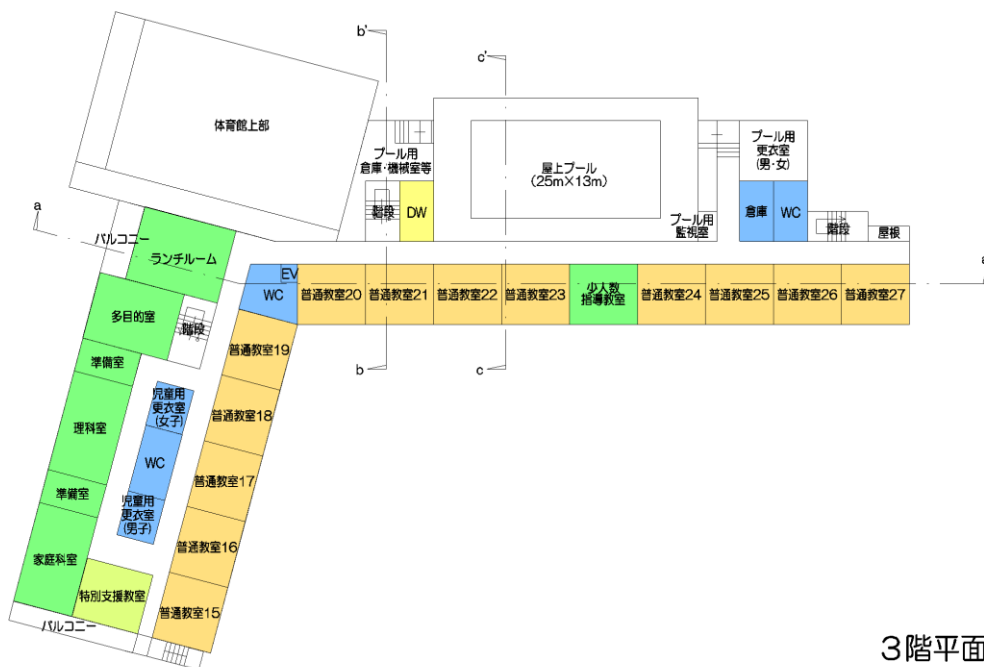 b'
c'
体育館上部
プール用
倉庫・機械室等
階段
DW
屋上プール
(25m×13m)
プール用
監視室
プール用
更衣室
(男・女)
倉庫
WC
階段
屋根
a
バルコニー
ランチルーム
EV
WC
普通教室20
普通教室21
普通教室22
普通教室23
少人数
指導教室
普通教室24
普通教室25
普通教室26
普通教室27
多目的室
階段
普通教室19
b
c
準備室
児童用
更衣室
(女子)
普通教室18
理科室
WC
普通教室17
準備室
児童用
更衣室
(男子)
普通教室16
家庭科室
特別支援教室
普通教室15
バルコニー
3階平面